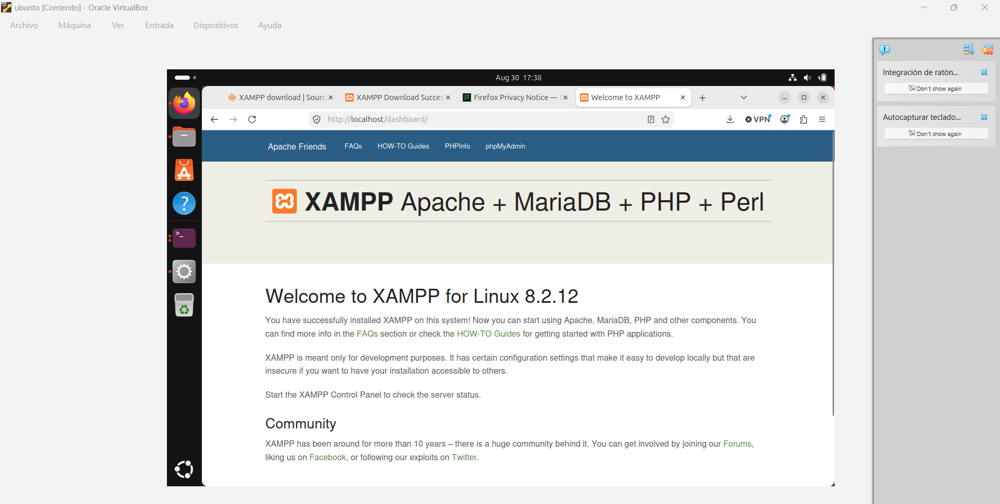 ubunto [Corriendo] - Oracle VirtualBox
Archivo Máquina Ver Entrada Dispositivos Ayuda
Integración de ratón...
Don't show again
Autocapturar teclado...
Don't show again
Aug 30 17:38
XAMPP download | Sourc
XAMPP Download Succes
Firefox Privacy Notice —
Welcome to XAMPP
http://localhost/dashboard/
VPN
Apache Friends FAQs HOW-TO Guides PHPInfo phpMyAdmin
XAMPP Apache + MariaDB + PHP + Perl
Welcome to XAMPP for Linux 8.2.12
You have successfully installed XAMPP on this system! Now you can start using Apache, MariaDB, PHP and other components. You
can find more info in the FAQs section or check the HOW-TO Guides for getting started with PHP applications.
XAMPP is meant only for development purposes. It has certain configuration settings that make it easy to develop locally but that are
insecure if you want to have your installation accessible to others.
Start the XAMPP Control Panel to check the server status.
Community
XAMPP has been around for more than 10 years – there is a huge community behind it. You can get involved by joining our Forums,
liking us on Facebook, or following our exploits on Twitter.